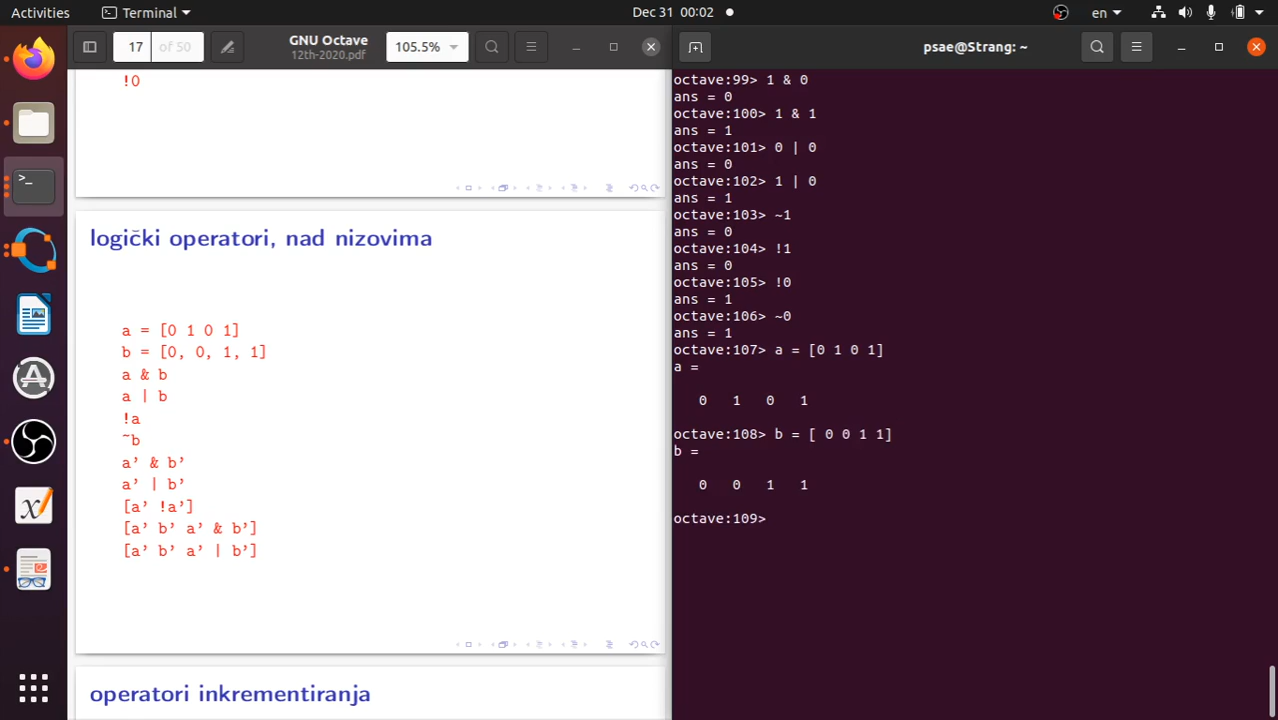 Activities
Terminal
Dec 31 00:02
en
17
of 50
GNU Octave
12th-2020.pdf
105.5%
psae@Strang: ~
!0
logički operatori, nad nizovima
a = [0 1 0 1]
b = [0, 0, 1, 1]
a & b
a | b
!a
~b
a' & b'
a' | b'
[a' !a']
[a' b' a' & b']
[a' b' a' | b']
operatori inkrementiranja
octave:99> 1 & 0
ans = 0
octave:100> 1 & 1
ans = 1
octave:101> 0 | 0
ans = 0
octave:102> 1 | 0
ans = 1
octave:103> ~1
ans = 0
octave:104> !1
ans = 0
octave:105> !0
ans = 1
octave:106> ~0
ans = 1
octave:107> a = [0 1 0 1]
a =
0 1 0 1
octave:108> b = [ 0 0 1 1]
b =
0 0 1 1
octave:109>